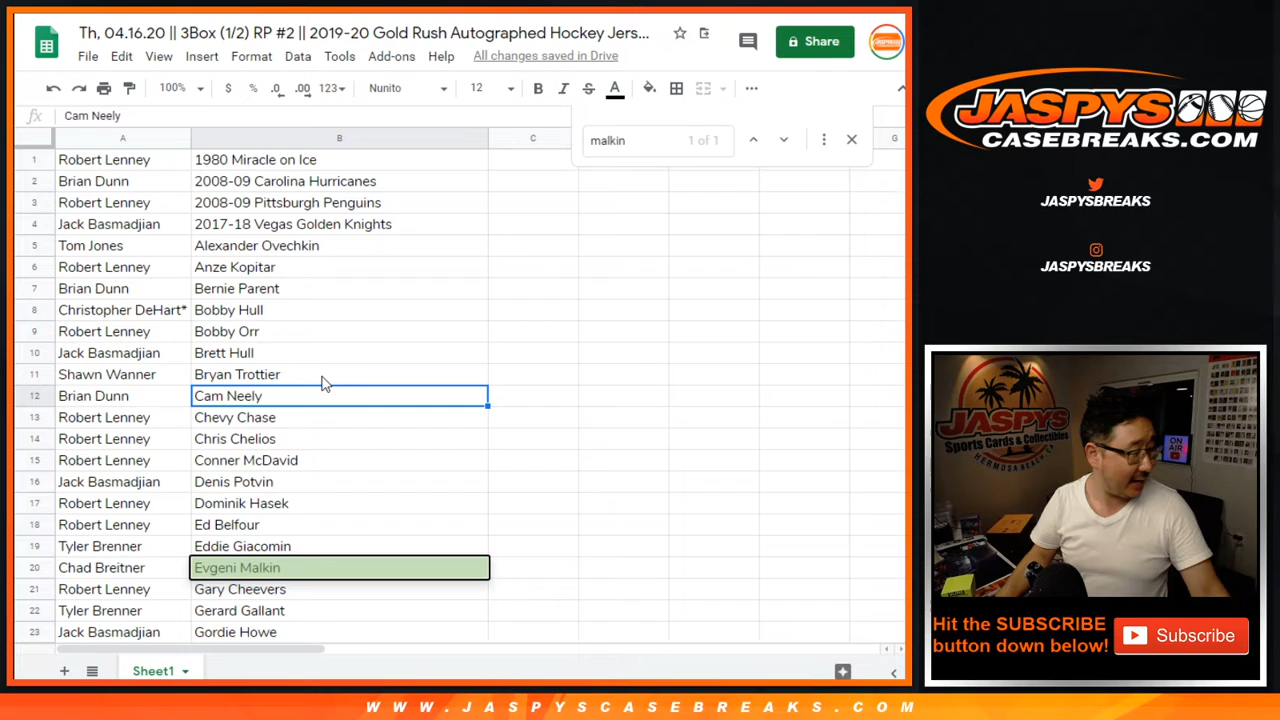 Th, 04.16.20 || 3Box (1/2) RP #2 || 2019-20 Gold Rush Autographed Hockey Jers...
File Edit View Insert Format Data Tools Add-ons Help All changes saved in Drive
Share
100% $ % .0 .00 123 Nunito 12 B I S A
fx Cam Neely
malkin 1 of 1
A B C D G
1 Robert Lenney 1980 Miracle on Ice
2 Brian Dunn 2008-09 Carolina Hurricanes
3 Robert Lenney 2008-09 Pittsburgh Penguins
4 Jack Basmadjian 2017-18 Vegas Golden Knights
5 Tom Jones Alexander Ovechkin
6 Robert Lenney Anze Kopitar
7 Brian Dunn Bernie Parent
8 Christopher DeHart* Bobby Hull
9 Robert Lenney Bobby Orr
10 Jack Basmadjian Brett Hull
11 Shawn Wanner Bryan Trottier
12 Brian Dunn Cam Neely
13 Robert Lenney Chevy Chase
14 Robert Lenney Chris Chelios
15 Robert Lenney Conner McDavid
16 Jack Basmadjian Denis Potvin
17 Robert Lenney Dominik Hasek
18 Robert Lenney Ed Belfour
19 Tyler Brenner Eddie Giacomin
20 Chad Breitner Evgeni Malkin
21 Robert Lenney Gary Cheevers
22 Tyler Brenner Gerard Gallant
23 Jack Basmadjian Gordie Howe
Sheet1
JASPYS
CASEBREAKS.COM
JASPYSBREAKS
JASPYSBREAKS
JASPYS
Sports Cards & Collectibles
HERMOSA BEACH, CA
ON AIR
Hit the SUBSCRIBE
button down below!
Subscribe
WWW.JASPYSCASEBREAKS.COM